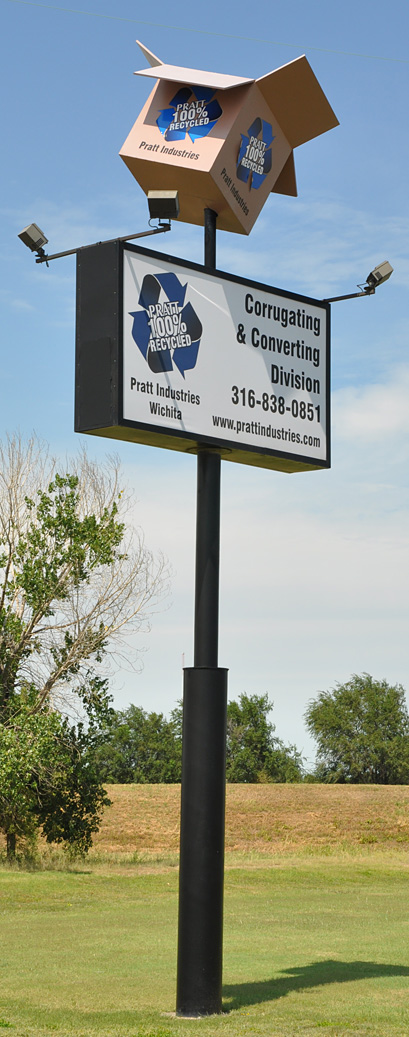 PRATT
100%
RECYCLED
Pratt Industries
PRATT
100%
RECYCLED
Pratt Industries
PRATT
100%
RECYCLED
Pratt Industries
Wichita
Corrugating
& Converting
Division
316-838-0851
www.prattindustries.com